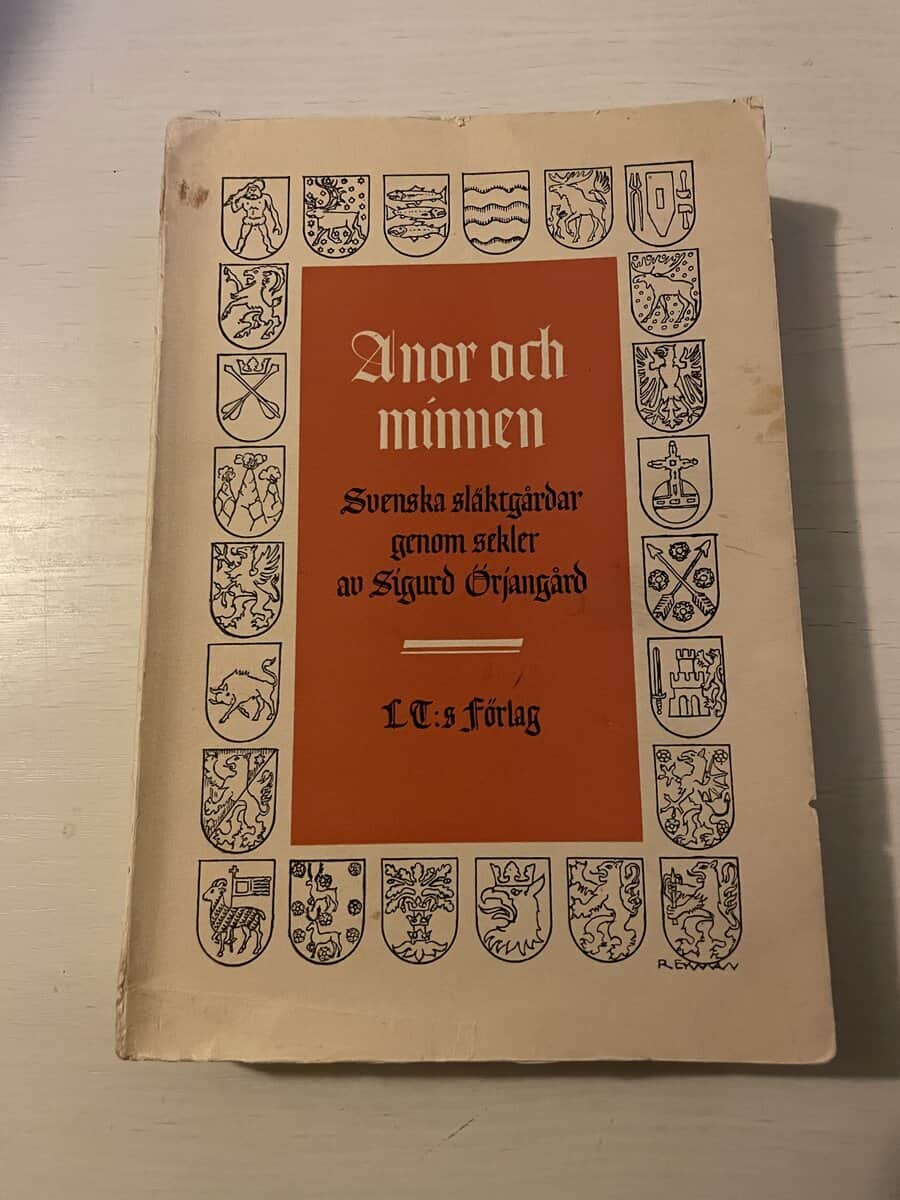 Anor och
minnen
Svenska släktgårdar
genom sekler
av Sigurd Örjangård
LT:s Förlag